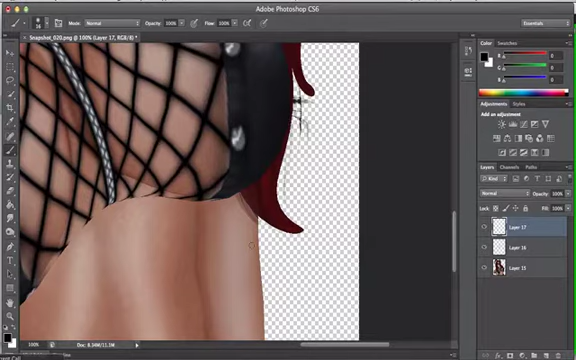 Adobe Photoshop CS6
Mode: Normal
Opacity: 100%
Flow: 100%
Essentials
Snapshot_020.png @ 100% (Layer 17, RGB/8) *
Color
Swatches
R
G
B
Adjustments
Styles
Add an adjustment
Layers
Channels
Paths
Kind
Normal
Opacity: 100%
Lock:
Fill: 100%
Layer 17
Layer 16
Layer 15
100%
Doc: 8.34M/11.3M